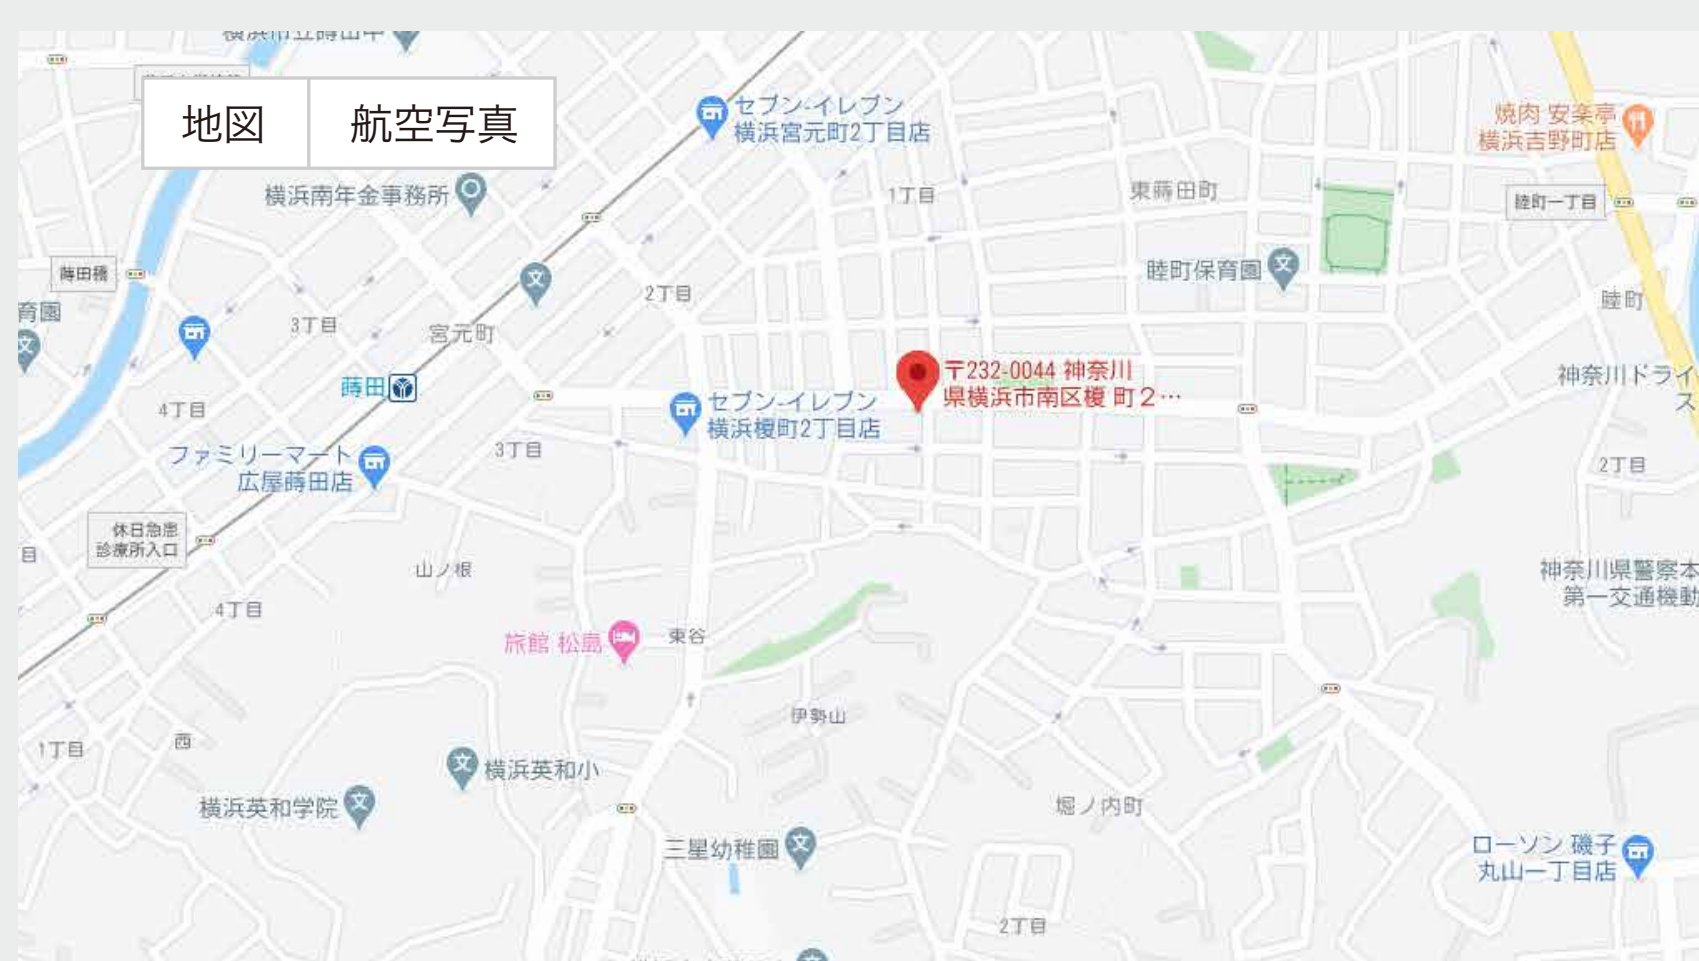 地図
航空写真
セブン-イレブン
横浜宮元町2丁目店
焼肉 安楽亭
横浜吉野町店
横浜南年金事務所
1丁目
東蒔田町
睦町一丁目
蒔田橋
睦町保育園
2丁目
睦町
育園
3丁目
宮元町
蒔田
〒232-0044 神奈川
県横浜市南区榎 町２…
神奈川ドライ
ス
4丁目
セブン-イレブン
横浜榎町2丁目店
3丁目
ファミリーマート
広屋蒔田店
2丁目
休日急患
診療所入口
目
山ノ根
神奈川県警察本
第一交通機動
4丁目
旅館 松島
東谷
伊勢山
1丁目
西
横浜英和小
横浜英和学院
堀ノ内町
三星幼稚園
ローソン 磯子
丸山一丁目店
2丁目